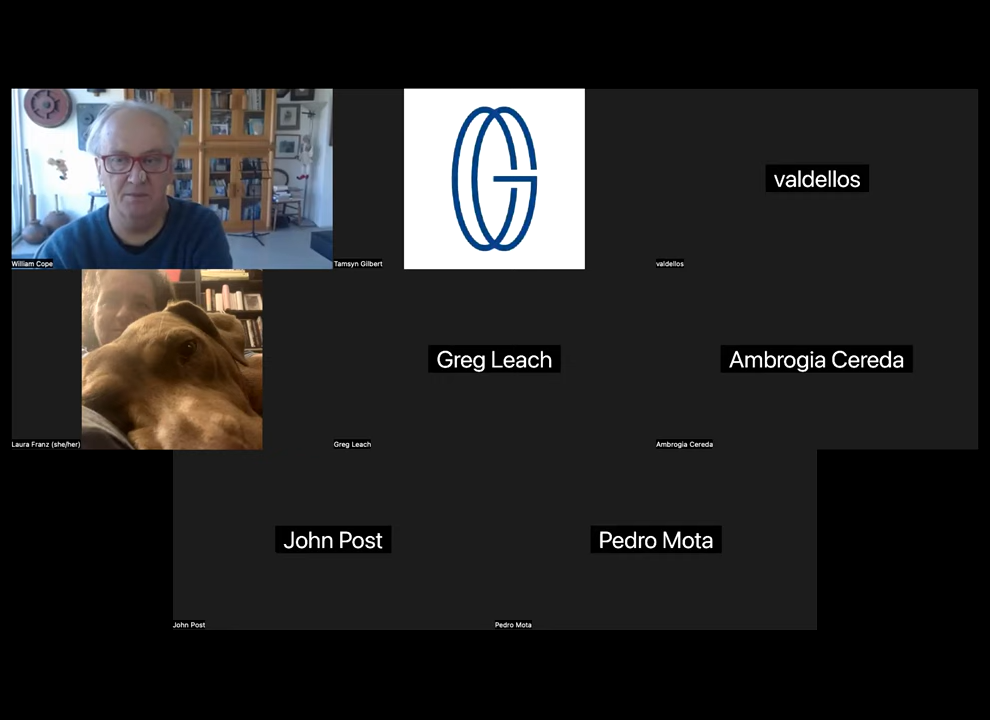 valdellos
William Cope
Tamsyn Gilbert
valdellos
Greg Leach
Ambrogia Cereda
Laura Franz (she/her)
Greg Leach
Ambrogia Cereda
John Post
Pedro Mota
John Post
Pedro Mota